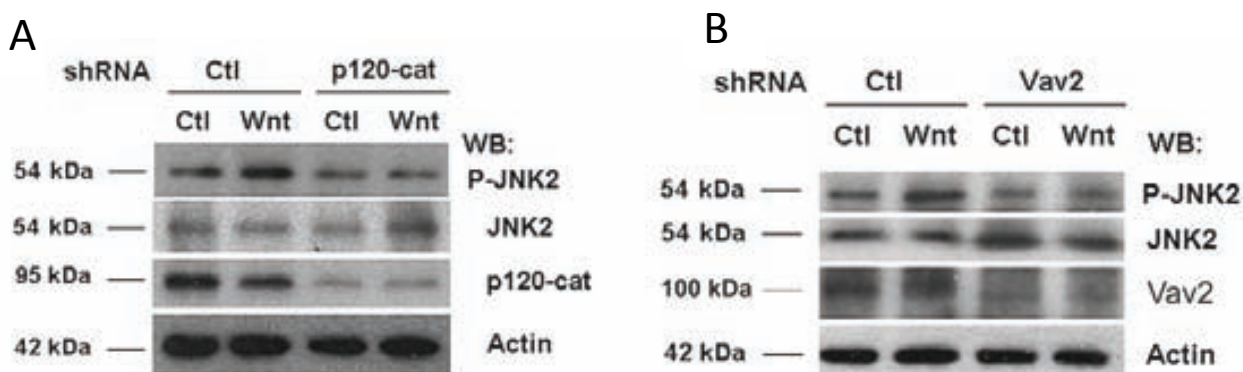 A
shRNA Ctl p120-cat
Ctl Wnt Ctl Wnt
WB:
54 kDa P-JNK2
54 kDa JNK2
95 kDa p120-cat
42 kDa Actin
B
shRNA Ctl Vav2
Ctl Wnt Ctl Wnt WB:
54 kDa P-JNK2
54 kDa JNK2
100 kDa Vav2
42 kDa Actin